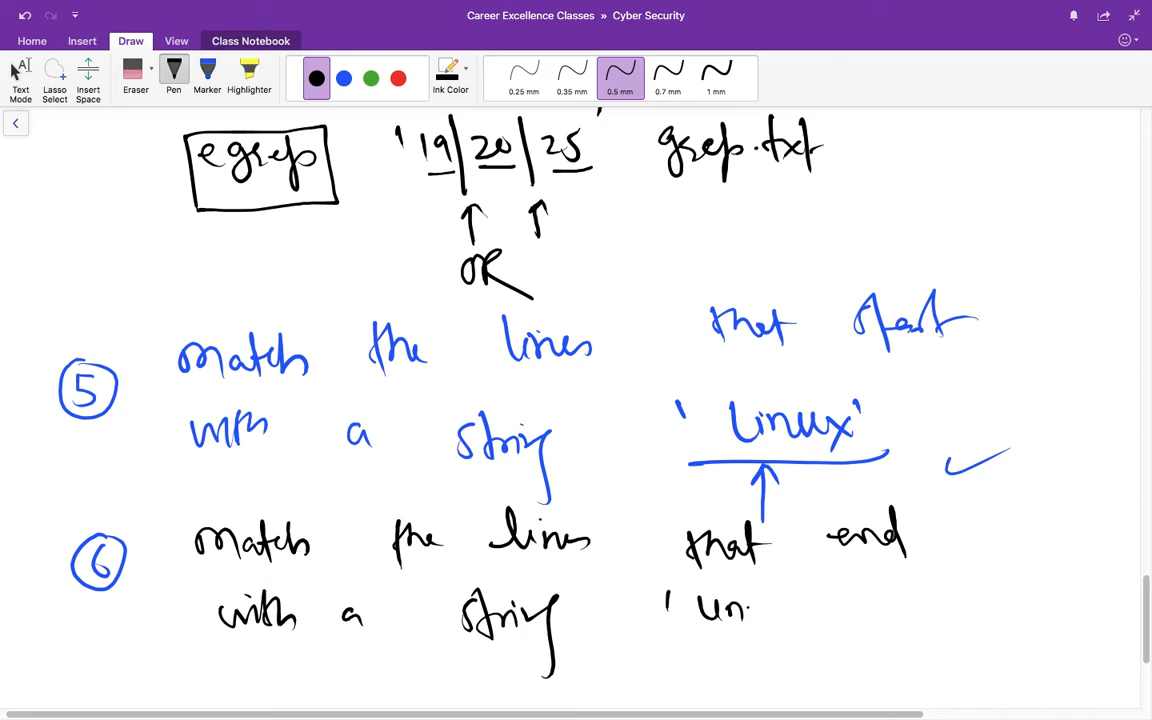 Career Excellence Classes » Cyber Security
Home Insert Draw View Class Notebook
Text Mode
Lasso Select
Insert Space
Eraser
Pen
Marker
Highlighter
Ink Color
0.25 mm
0.35 mm
0.5 mm
0.7 mm
1 mm
egrep '19|20|25' grep.txt
OR
5 match the lines that start
with a string 'linux'
6 match the lines that end
with a string 'un